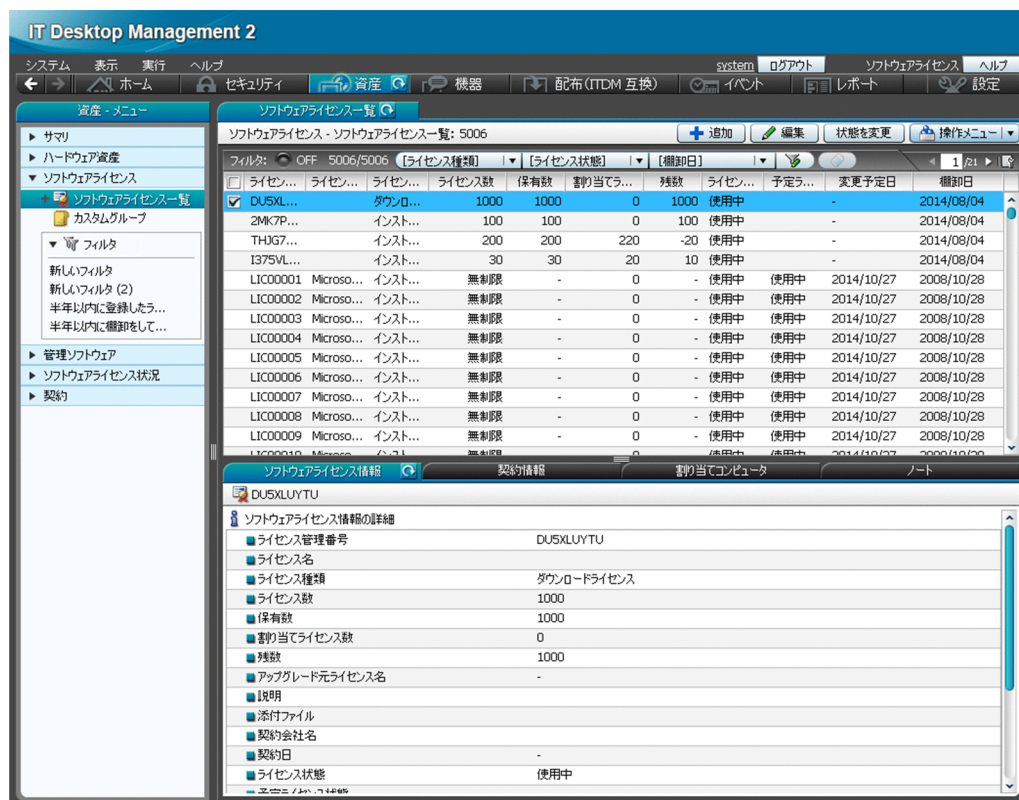 IT Desktop Management 2
システム 表示 実行 ヘルプ system ログアウト ソフトウェアライセンス ヘルプ
ホーム セキュリティ 資産 機器 配布(ITDM 互換) イベント レポート 設定
資産 - メニュー
サマリ
ハードウェア資産
ソフトウェアライセンス
ソフトウェアライセンス一覧
カスタムグループ
フィルタ
新しいフィルタ
新しいフィルタ (2)
半年以内に登録したラ...
半年以内に棚卸をして...
管理ソフトウェア
ソフトウェアライセンス状況
契約
ソフトウェアライセンス一覧
ソフトウェアライセンス - ソフトウェアライセンス一覧: 5006 追加 編集 状態を変更 操作メニュー
フィルタ: OFF 5006/5006 [ライセンス種類] [ライセンス状態] [棚卸日] 1 /21
ライセン... ライセン... ライセン... ライセンス数 保有数 割り当てラ... 残数 ライセン... 予定ラ... 変更予定日 棚卸日
DU5XL... ダウンロ... 1000 1000 0 1000 使用中 - 2014/08/04
2MK7P... インスト... 100 100 0 100 使用中 - 2014/08/04
THJG7... インスト... 200 200 220 -20 使用中 - 2014/08/04
I375VL... インスト... 30 30 20 10 使用中 - 2014/08/04
LIC00001 Microso... インスト... 無制限 - 0 - 使用中 使用中 2014/10/27 2008/10/28
LIC00002 Microso... インスト... 無制限 - 0 - 使用中 使用中 2014/10/27 2008/10/28
LIC00003 Microso... インスト... 無制限 - 0 - 使用中 使用中 2014/10/27 2008/10/28
LIC00004 Microso... インスト... 無制限 - 0 - 使用中 使用中 2014/10/27 2008/10/28
LIC00005 Microso... インスト... 無制限 - 0 - 使用中 使用中 2014/10/27 2008/10/28
LIC00006 Microso... インスト... 無制限 - 0 - 使用中 使用中 2014/10/27 2008/10/28
LIC00007 Microso... インスト... 無制限 - 0 - 使用中 使用中 2014/10/27 2008/10/28
LIC00008 Microso... インスト... 無制限 - 0 - 使用中 使用中 2014/10/27 2008/10/28
LIC00009 Microso... インスト... 無制限 - 0 - 使用中 使用中 2014/10/27 2008/10/28
ソフトウェアライセンス情報 契約情報 割り当てコンピュータ ノート
DU5XLUYTU
ソフトウェアライセンス情報の詳細
ライセンス管理番号 DU5XLUYTU
ライセンス名
ライセンス種類 ダウンロードライセンス
ライセンス数 1000
保有数 1000
割り当てライセンス数 0
残数 1000
アップグレード元ライセンス名 -
説明
添付ファイル
契約会社名
契約日 -
ライセンス状態 使用中